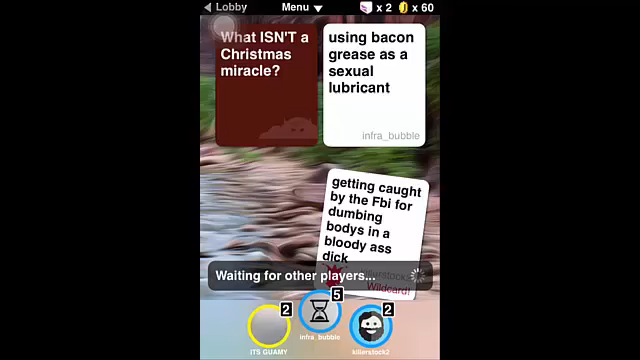 Lobby Menu x 2 x 60
What ISN'T a
Christmas
miracle?
using bacon
grease as a
sexual
lubricant
infra_bubble
getting caught
by the Fbi for
dumbing
bodys in a
bloody ass
dick
Wildcard!
Waiting for other players...
2
5
2
ITS GUAMY
infra_bubble
killerstock2